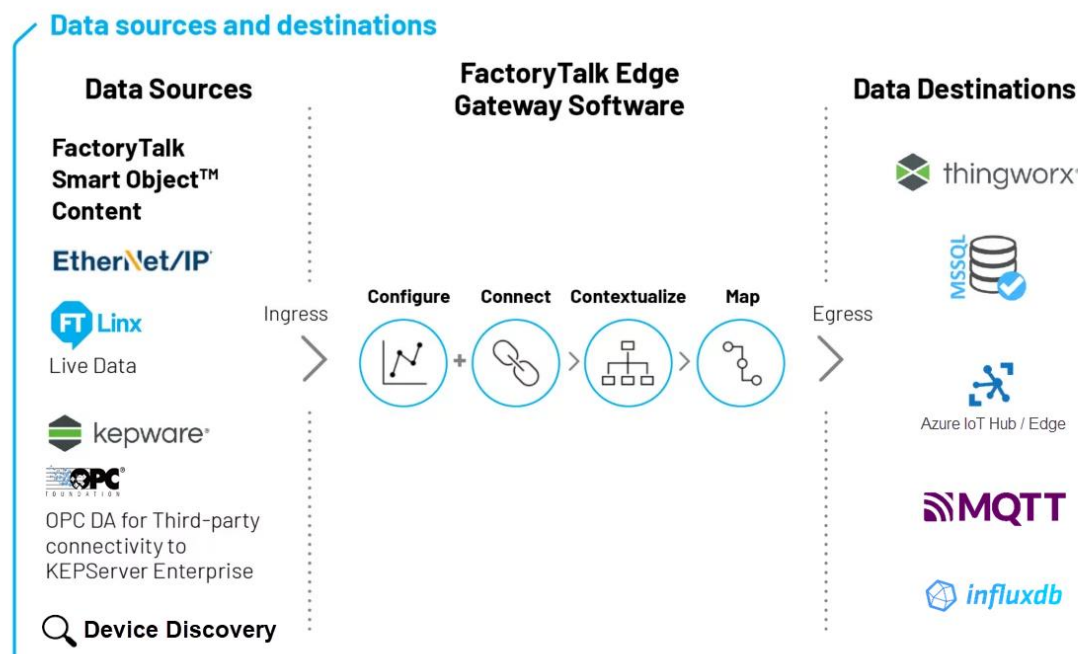 Data sources and destinations
Data Sources
FactoryTalk
Smart Object™
Content
EtherNet/IP
FT Linx
Live Data
kepware®
OPC®
FOUNDATION
OPC DA for Third-party
connectivity to
KEPServer Enterprise
Device Discovery
Ingress
FactoryTalk Edge
Gateway Software
Configure
+
Connect
>
Contextualize
>
Map
Egress
Data Destinations
thingworx®
MSSQL
Azure IoT Hub / Edge
MQTT
influxdb